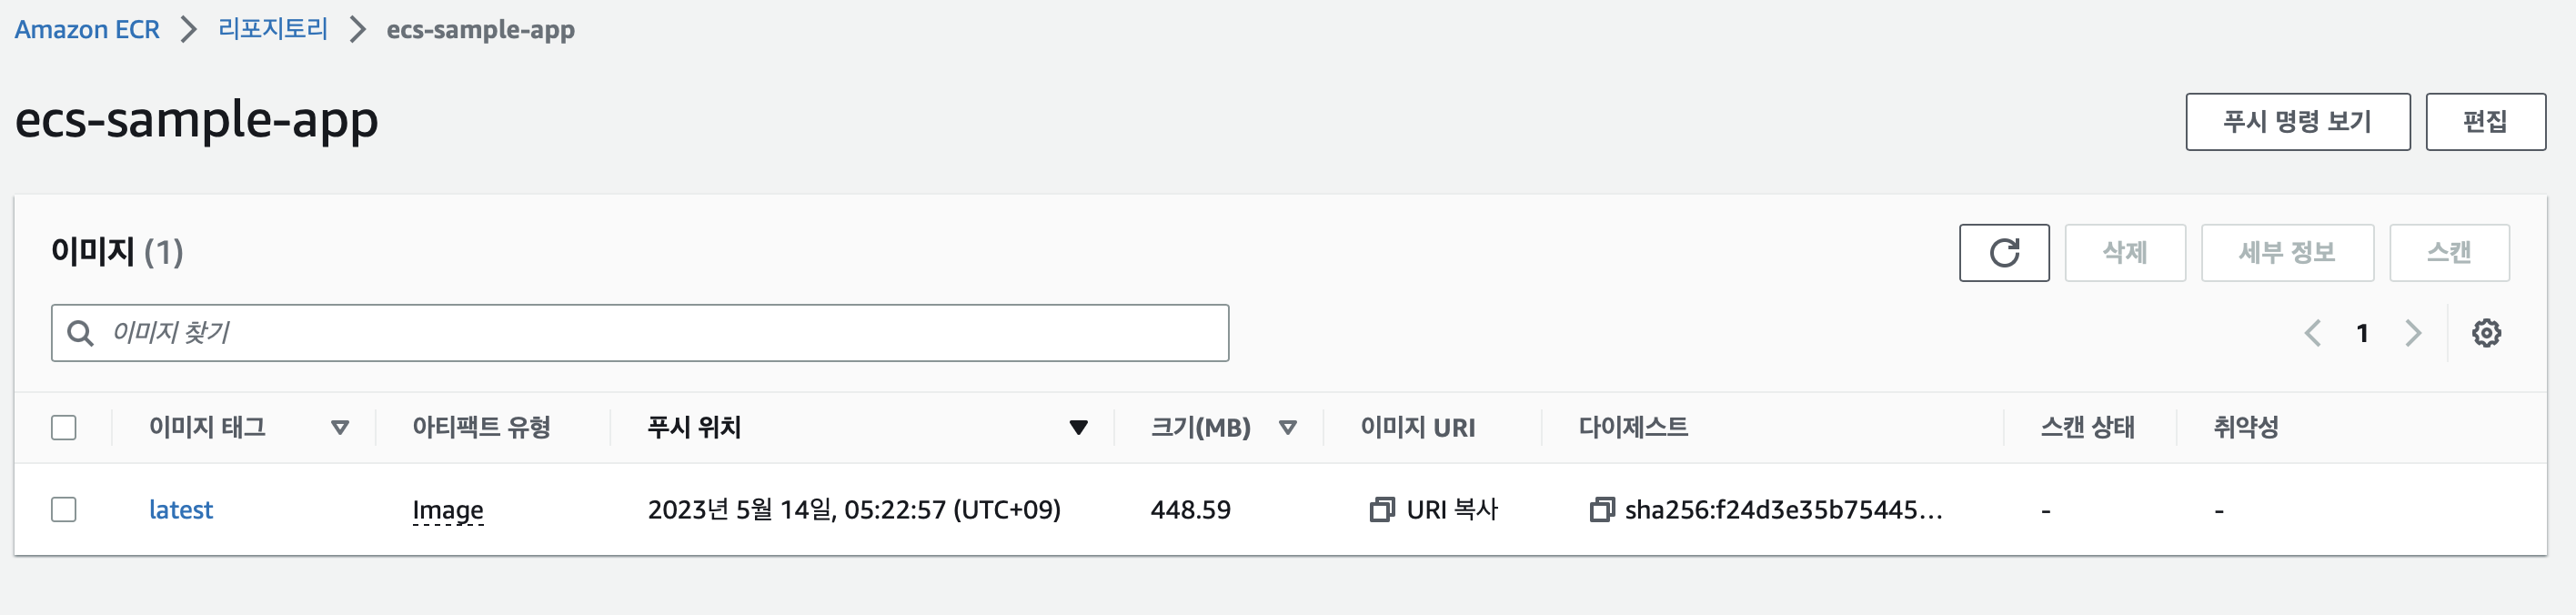 Amazon ECR > 리포지토리 > ecs-sample-app
ecs-sample-app
푸시 명령 보기
편집
이미지 (1)
삭제
세부 정보
스캔
이미지 찾기
1
이미지 태그 아티팩트 유형 푸시 위치 크기(MB) 이미지 URI 다이제스트 스캔 상태 취약성
latest Image 2023년 5월 14일, 05:22:57 (UTC+09) 448.59 URI 복사 sha256:f24d3e35b75445... - -